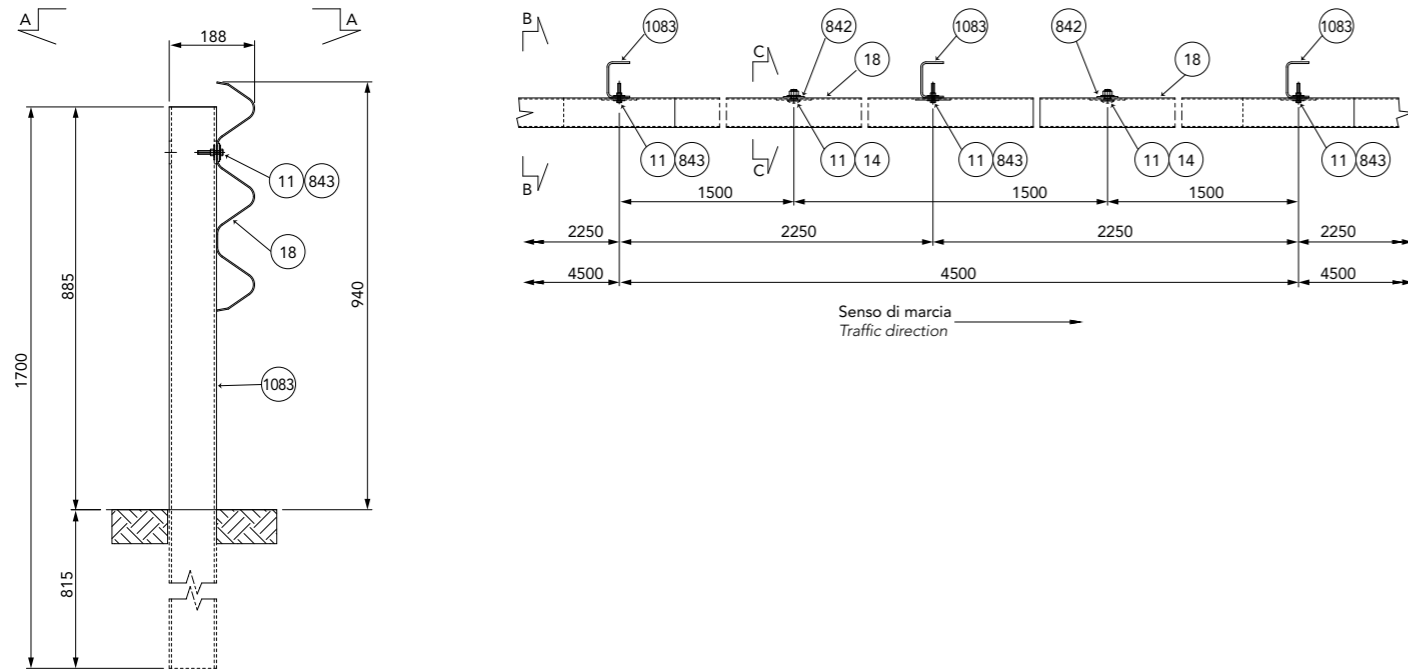 A A
188
11 843
18
1083
1700
885
815
940
B
1083 842 1083 842 1083
C 18 18
11 843 11 14 11 843 11 14 11 843
B C
1500 1500 1500
2250 2250 2250 2250
4500 4500 4500
Senso di marcia
Traffic direction